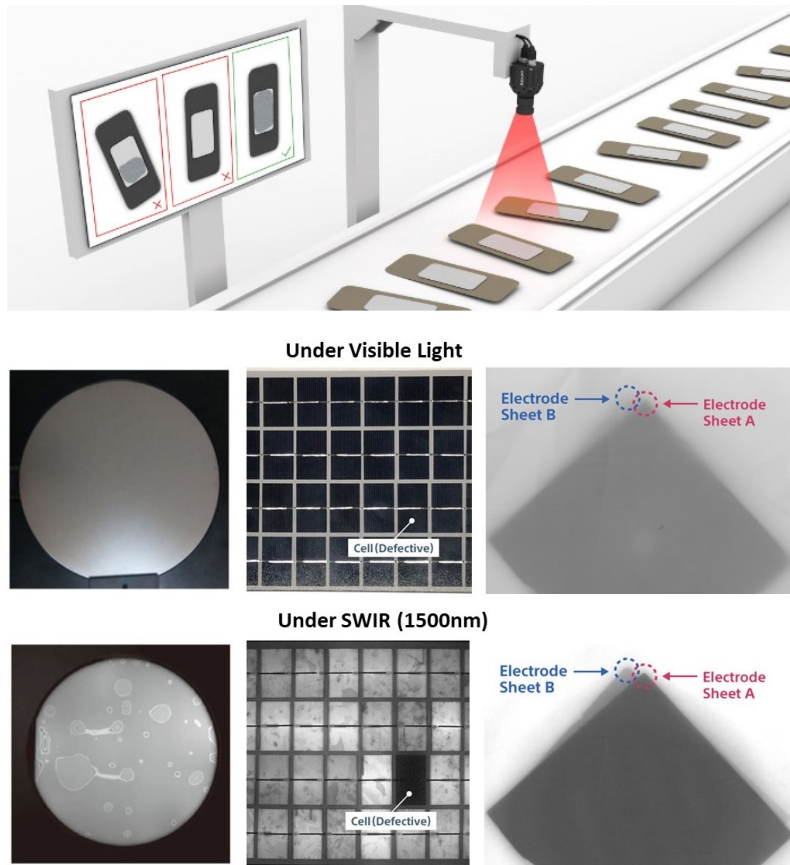 Under Visible Light
Electrode
Sheet B
Electrode
Sheet A
Cell (Defective)
Under SWIR (1500nm)
Electrode
Sheet B
Electrode
Sheet A
Cell (Defective)